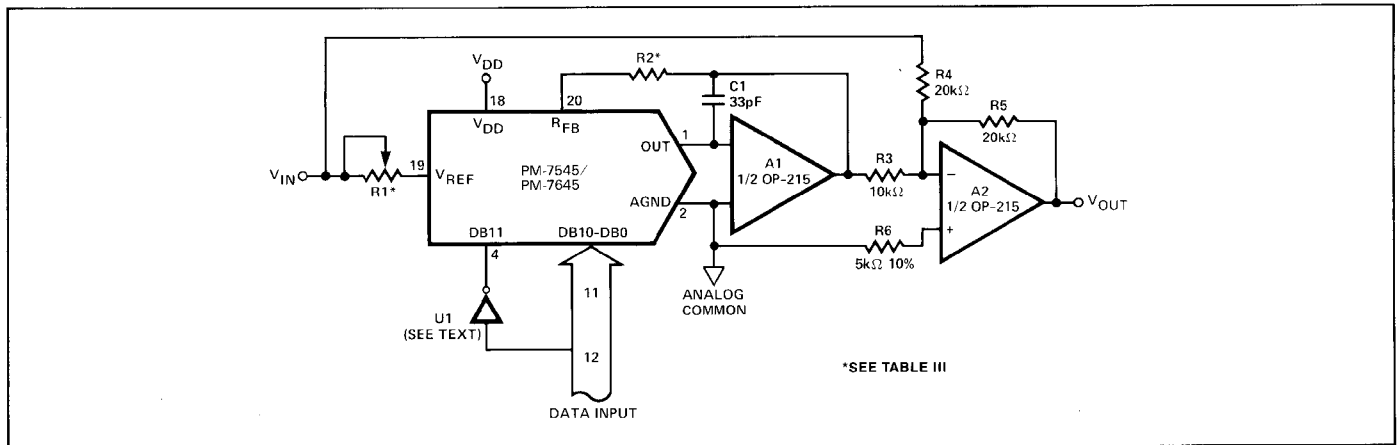 V_DD
18
V_DD
R2*
20
R_FB
C1
33pF
R4
20kΩ
R5
20kΩ
V_IN
R1*
19
V_REF
PM-7545/
PM-7645
OUT
1
AGND
2
A1
1/2 OP-215
R3
10kΩ
−
A2
1/2 OP-215
+
V_OUT
R6
5kΩ 10%
DB11
4
DB10-DB0
ANALOG
COMMON
U1
(SEE TEXT)
11
12
DATA INPUT
*SEE TABLE III